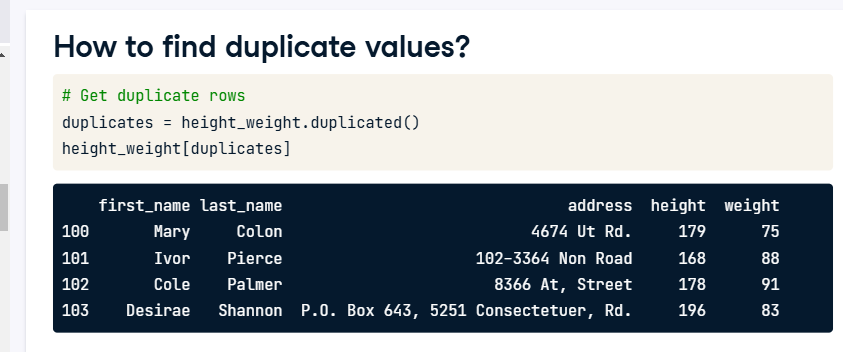 How to find duplicate values?
# Get duplicate rows
duplicates = height_weight.duplicated()
height_weight[duplicates]
first_name last_name address height weight
100 Mary Colon 4674 Ut Rd. 179 75
101 Ivor Pierce 102-3364 Non Road 168 88
102 Cole Palmer 8366 At, Street 178 91
103 Desirae Shannon P.O. Box 643, 5251 Consectetuer, Rd. 196 83